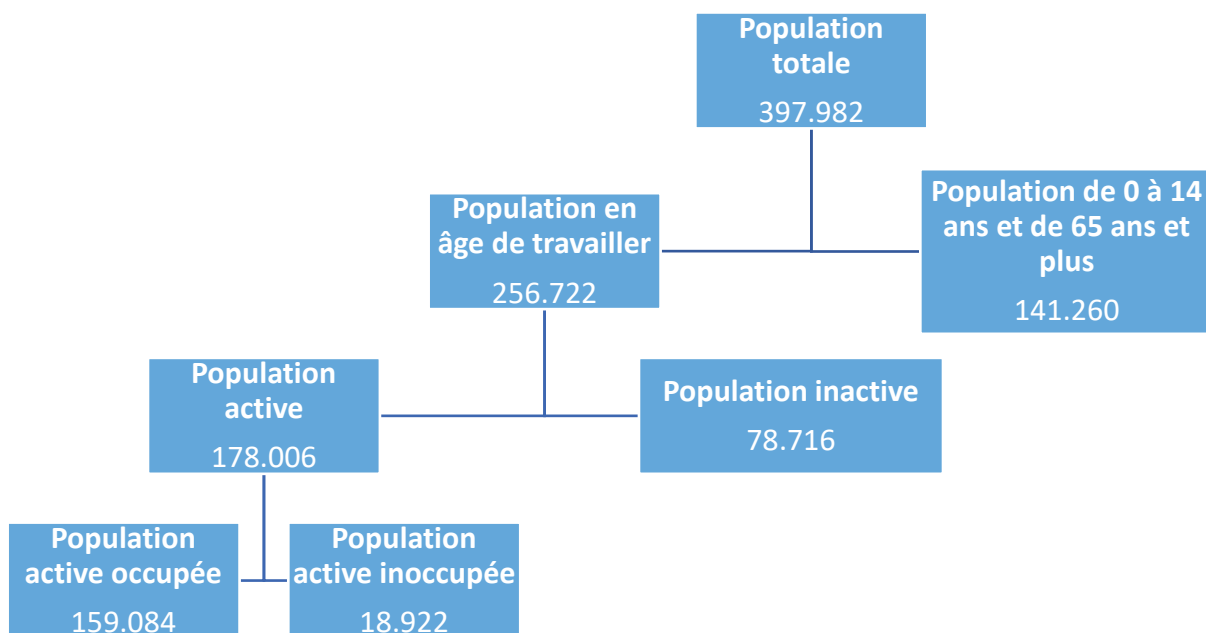 Population
totale
397.982
Population de 0 à 14
ans et de 65 ans et
plus
141.260
Population en
âge de travailler
256.722
Population
active
178.006
Population inactive
78.716
Population
active occupée
159.084
Population
active inoccupée
18.922